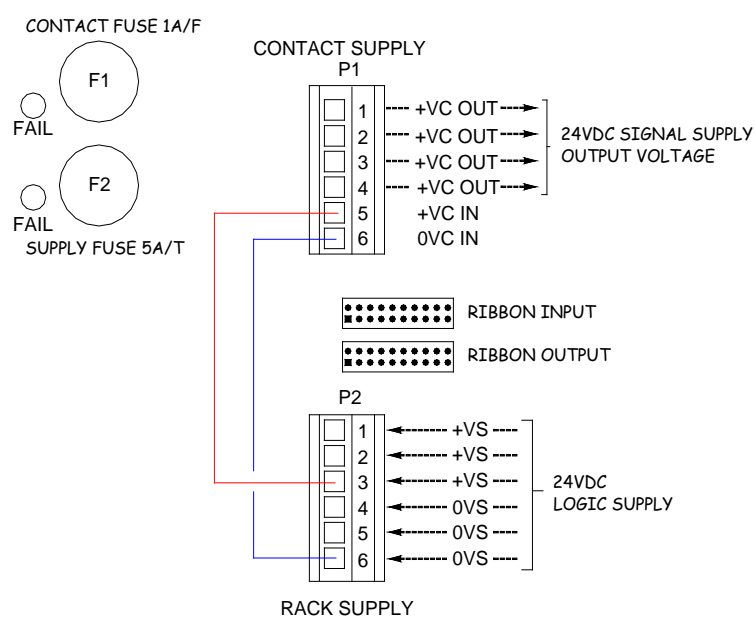 CONTACT FUSE 1A/F
F1
FAIL
F2
FAIL
SUPPLY FUSE 5A/T
CONTACT SUPPLY
P1
1 +VC OUT
2 +VC OUT
3 +VC OUT
4 +VC OUT
5 +VC IN
6 0VC IN
24VDC SIGNAL SUPPLY
OUTPUT VOLTAGE
RIBBON INPUT
RIBBON OUTPUT
P2
1 +VS
2 +VS
3 +VS
4 0VS
5 0VS
6 0VS
24VDC
LOGIC SUPPLY
RACK SUPPLY